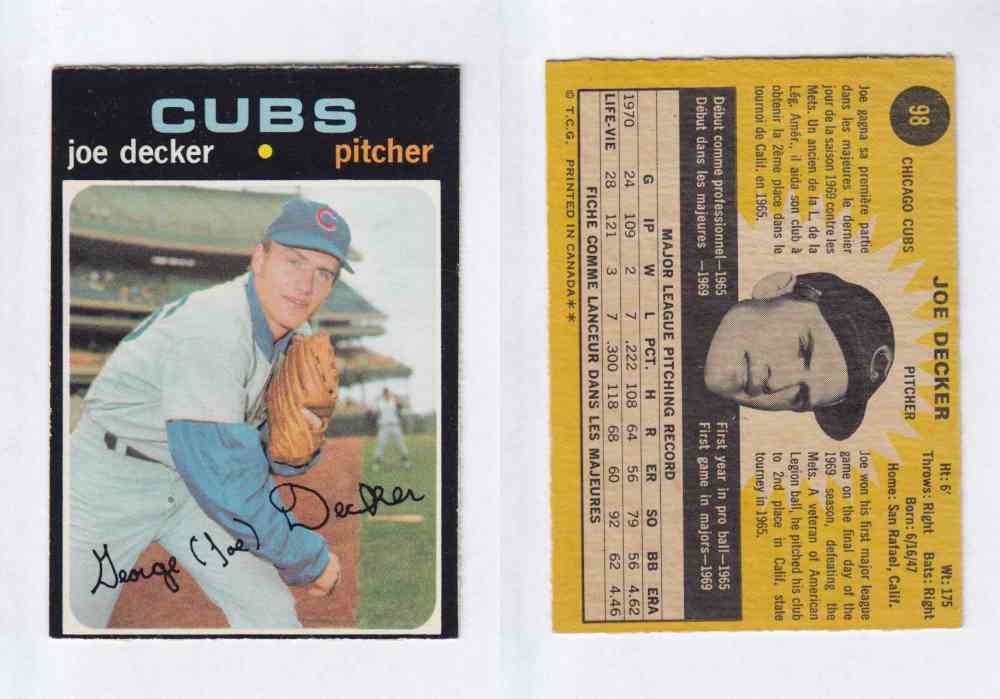 CUBS
joe decker • pitcher
C
George (Joe) Decker
98
JOE DECKER
CHICAGO CUBS PITCHER
Ht: 6' Wt: 175
Throws: Right Bats: Right
Born: 6/16/47
Home: San Rafael, Calif.
Joe gagna sa première partie
dans les majeures le dernier
jour de la saison 1969 contre les
Mets. Un ancien de la L. de la
Lég. Amér., il aida son club à
obtenir la 2ème place dans le
tournoi de Calif. en 1965.
Joe won his first major league
game on the final day of the
1969 season, defeating the
Mets. A veteran of American
Legion ball, he pitched his club
to 2nd place in Calif. state
tourney in 1965.
Début comme professionnel—1965
Début dans les majeures —1969
First year in pro ball—1965
First game in majors—1969
MAJOR LEAGUE PITCHING RECORD
G IP W L PCT. H R ER SO BB ERA
1970 24 109 2 7 .222 108 64 56 79 56 4.62
LIFE-VIE 28 121 3 7 .300 118 68 60 92 62 4.46
FICHE COMME LANCEUR DANS LES MAJEURES
© T.C.G. PRINTED IN CANADA**